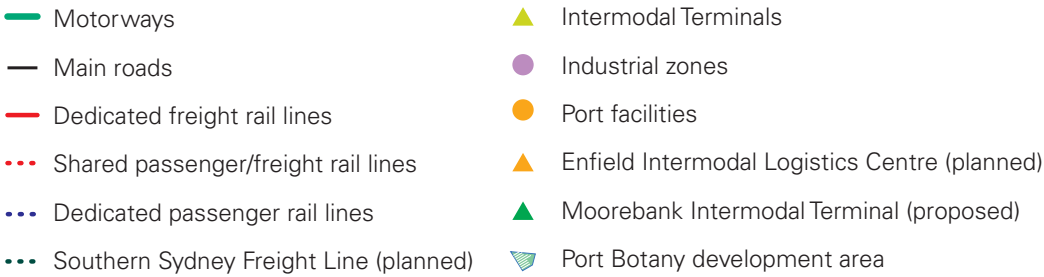 Motorways
Main roads
Dedicated freight rail lines
Shared passenger/freight rail lines
Dedicated passenger rail lines
Southern Sydney Freight Line (planned)
Intermodal Terminals
Industrial zones
Port facilities
Enfield Intermodal Logistics Centre (planned)
Moorebank Intermodal Terminal (proposed)
Port Botany development area